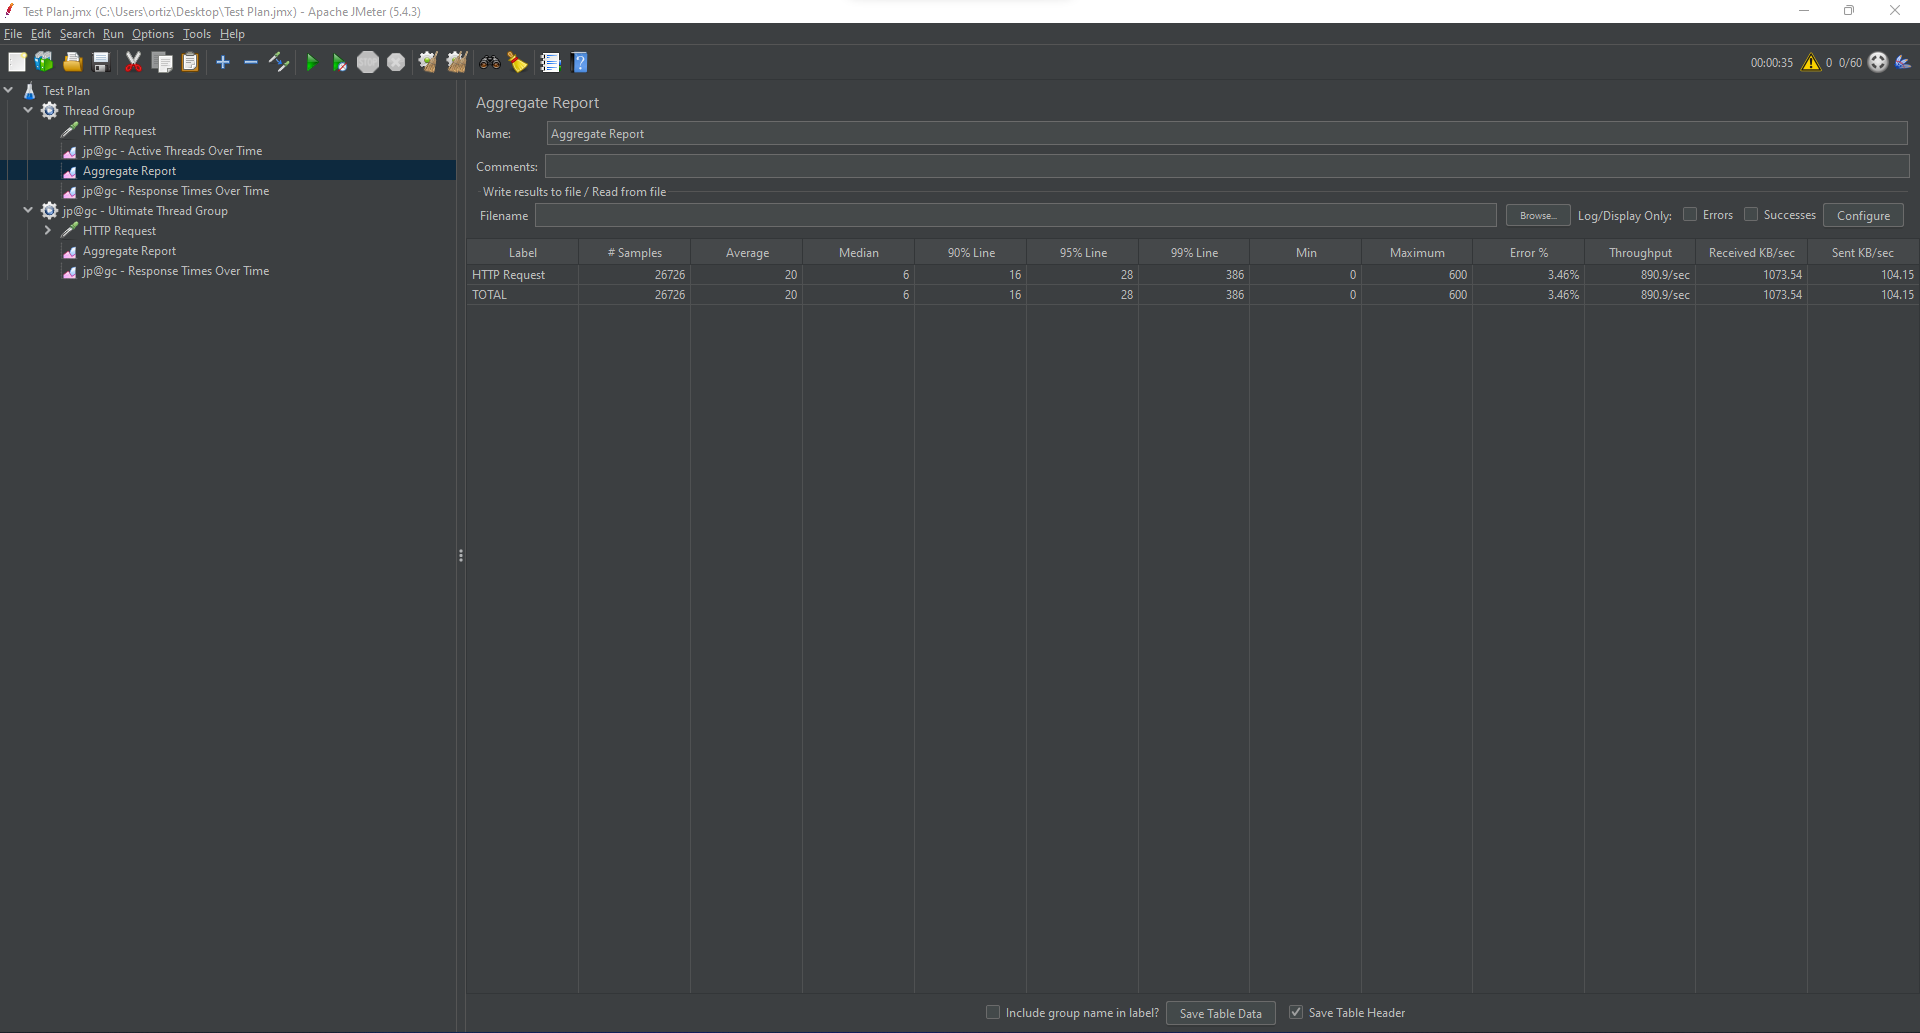 Test Plan.jmx (C:\Users\ortiz\Desktop\Test Plan.jmx) - Apache JMeter (5.4.3)
File Edit Search Run Options Tools Help
STOP ? 00:00:35 0 0/60
Test Plan
Thread Group
HTTP Request
jp@gc - Active Threads Over Time
Aggregate Report
jp@gc - Response Times Over Time
jp@gc - Ultimate Thread Group
HTTP Request
Aggregate Report
jp@gc - Response Times Over Time
Aggregate Report
Name: Aggregate Report
Comments:
Write results to file / Read from file
Filename Browse... Log/Display Only: Errors Successes Configure
Label # Samples Average Median 90% Line 95% Line 99% Line Min Maximum Error % Throughput Received KB/sec Sent KB/sec
HTTP Request 26726 20 6 16 28 386 0 600 3.46% 890.9/sec 1073.54 104.15
TOTAL 26726 20 6 16 28 386 0 600 3.46% 890.9/sec 1073.54 104.15
Include group name in label? Save Table Data Save Table Header